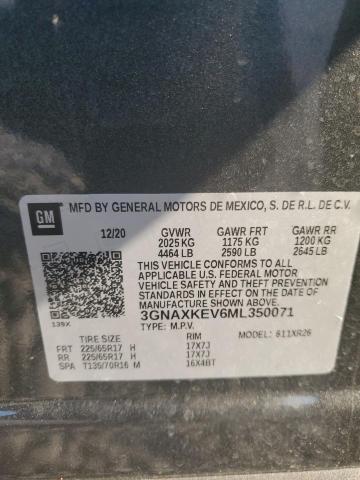 GM MFD BY GENERAL MOTORS DE MEXICO, S. DE R.L. DE C.V.
12/20 GVWR GAWR FRT GAWR RR
2025 KG 1175 KG 1200 KG
4464 LB 2590 LB 2645 LB
THIS VEHICLE CONFORMS TO ALL
APPLICABLE U.S. FEDERAL MOTOR
VEHICLE SAFETY, BUMPER, AND THEFT
PREVENTION STANDARDS IN EFFECT ON
THE DATE OF MANUFACTURE SHOWN ABOVE.
139X 3GNAXKEV6ML350071
TYPE: M.P.V. MODEL: 611XR26
TIRE SIZE RIM
FRT 225/65R17 H 17X7J
RR 225/65R17 H 17X7J
SPA T135/70R16 M 16X4BT